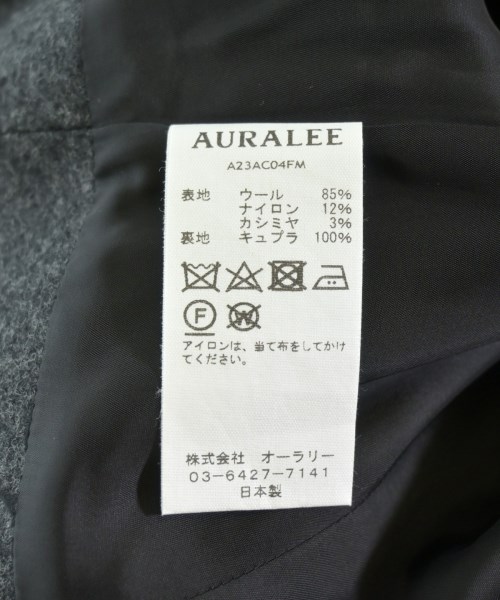 AURALEE
A23AC04FM
表地 ウール 85%
ナイロン 12%
カシミヤ 3%
裏地 キュプラ 100%
F W
アイロンは、当て布をしてかけ
てください。
株式会社 オーラリー
03-6427-7141
日本製